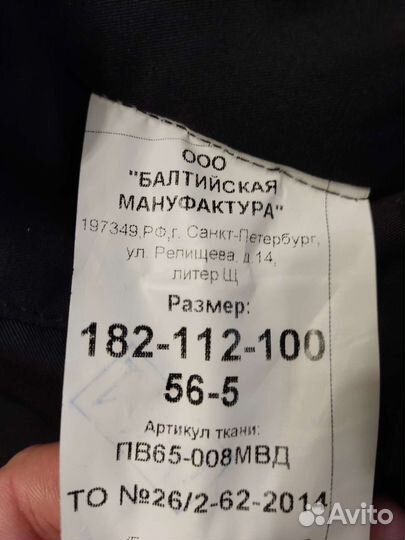 ООО
"БАЛТИЙСКАЯ
МАНУФАКТУРА"
197349,РФ,г. Санкт-Петербург,
ул. Репищева, д.14,
литер Щ
Размер:
182-112-100
56-5
Артикул ткани:
ПВ65-008МВД
ТО №26/2-62-2014
Avito